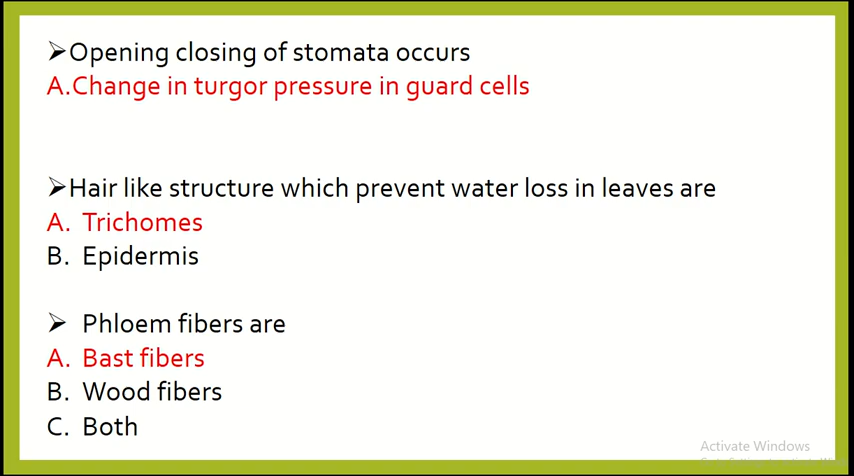 ➢Opening closing of stomata occurs
A.Change in turgor pressure in guard cells
➢Hair like structure which prevent water loss in leaves are
A. Trichomes
B. Epidermis
➢ Phloem fibers are
A. Bast fibers
B. Wood fibers
C. Both
Activate Windows